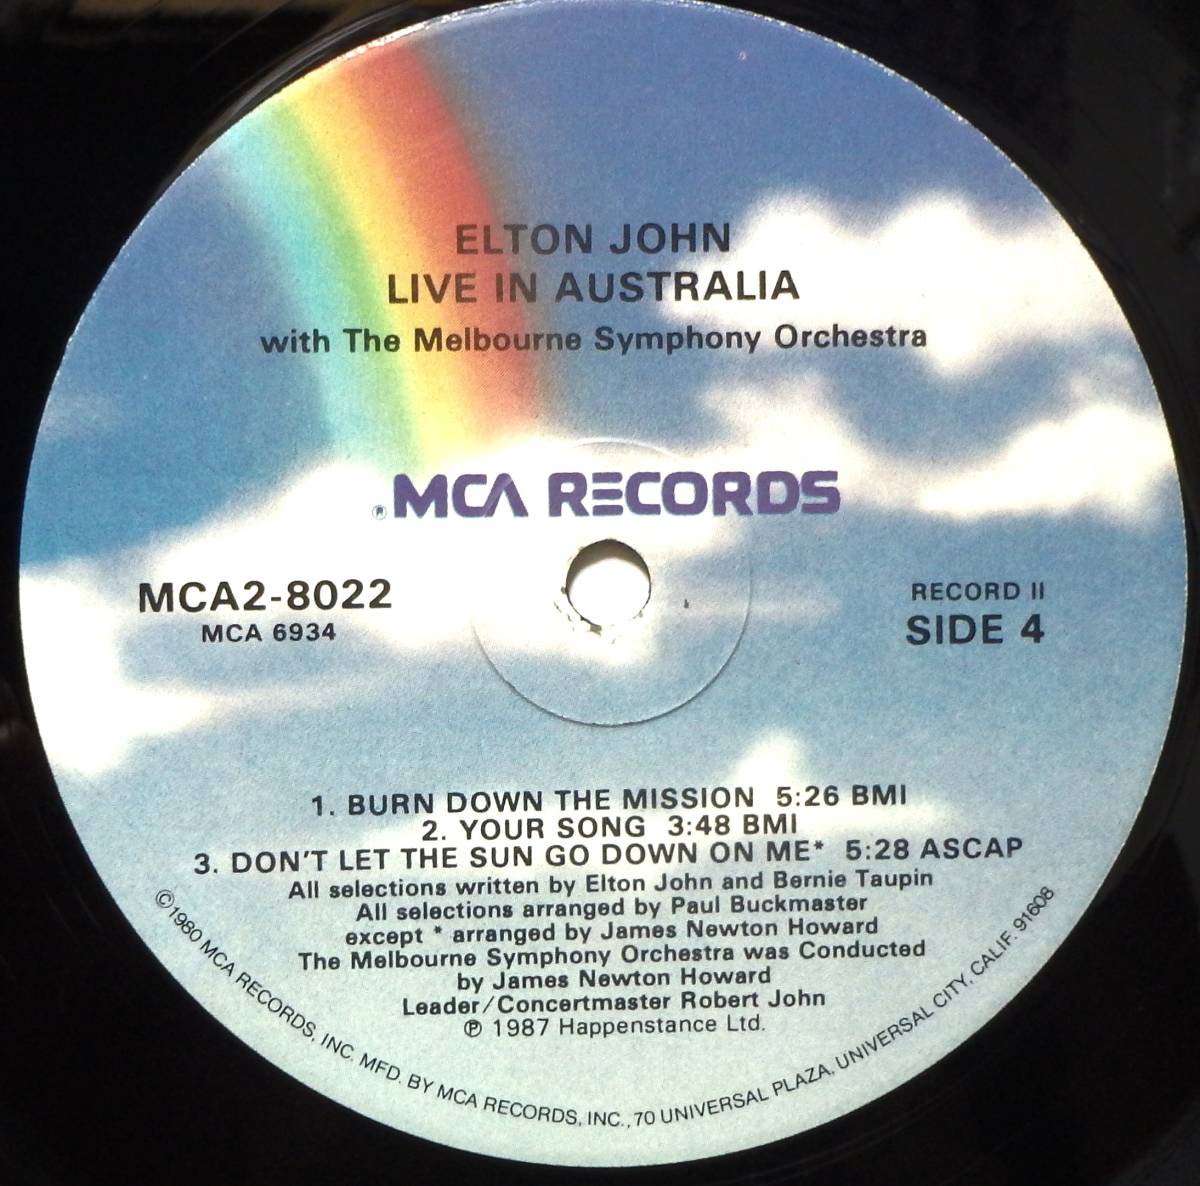 ELTON JOHN
LIVE IN AUSTRALIA
with The Melbourne Symphony Orchestra
® MCA RECORDS
MCA2-8022
MCA 6934
RECORD II
SIDE 4
1. BURN DOWN THE MISSION 5:26 BMI
2. YOUR SONG 3:48 BMI
3. DON'T LET THE SUN GO DOWN ON ME* 5:28 ASCAP
All selections written by Elton John and Bernie Taupin
All selections arranged by Paul Buckmaster
except * arranged by James Newton Howard
The Melbourne Symphony Orchestra was Conducted
by James Newton Howard
Leader/Concertmaster Robert John
℗ 1987 Happenstance Ltd.
©1980 MCA RECORDS, INC. MFD. BY MCA RECORDS, INC., 70 UNIVERSAL PLAZA, UNIVERSAL CITY, CALIF. 91608